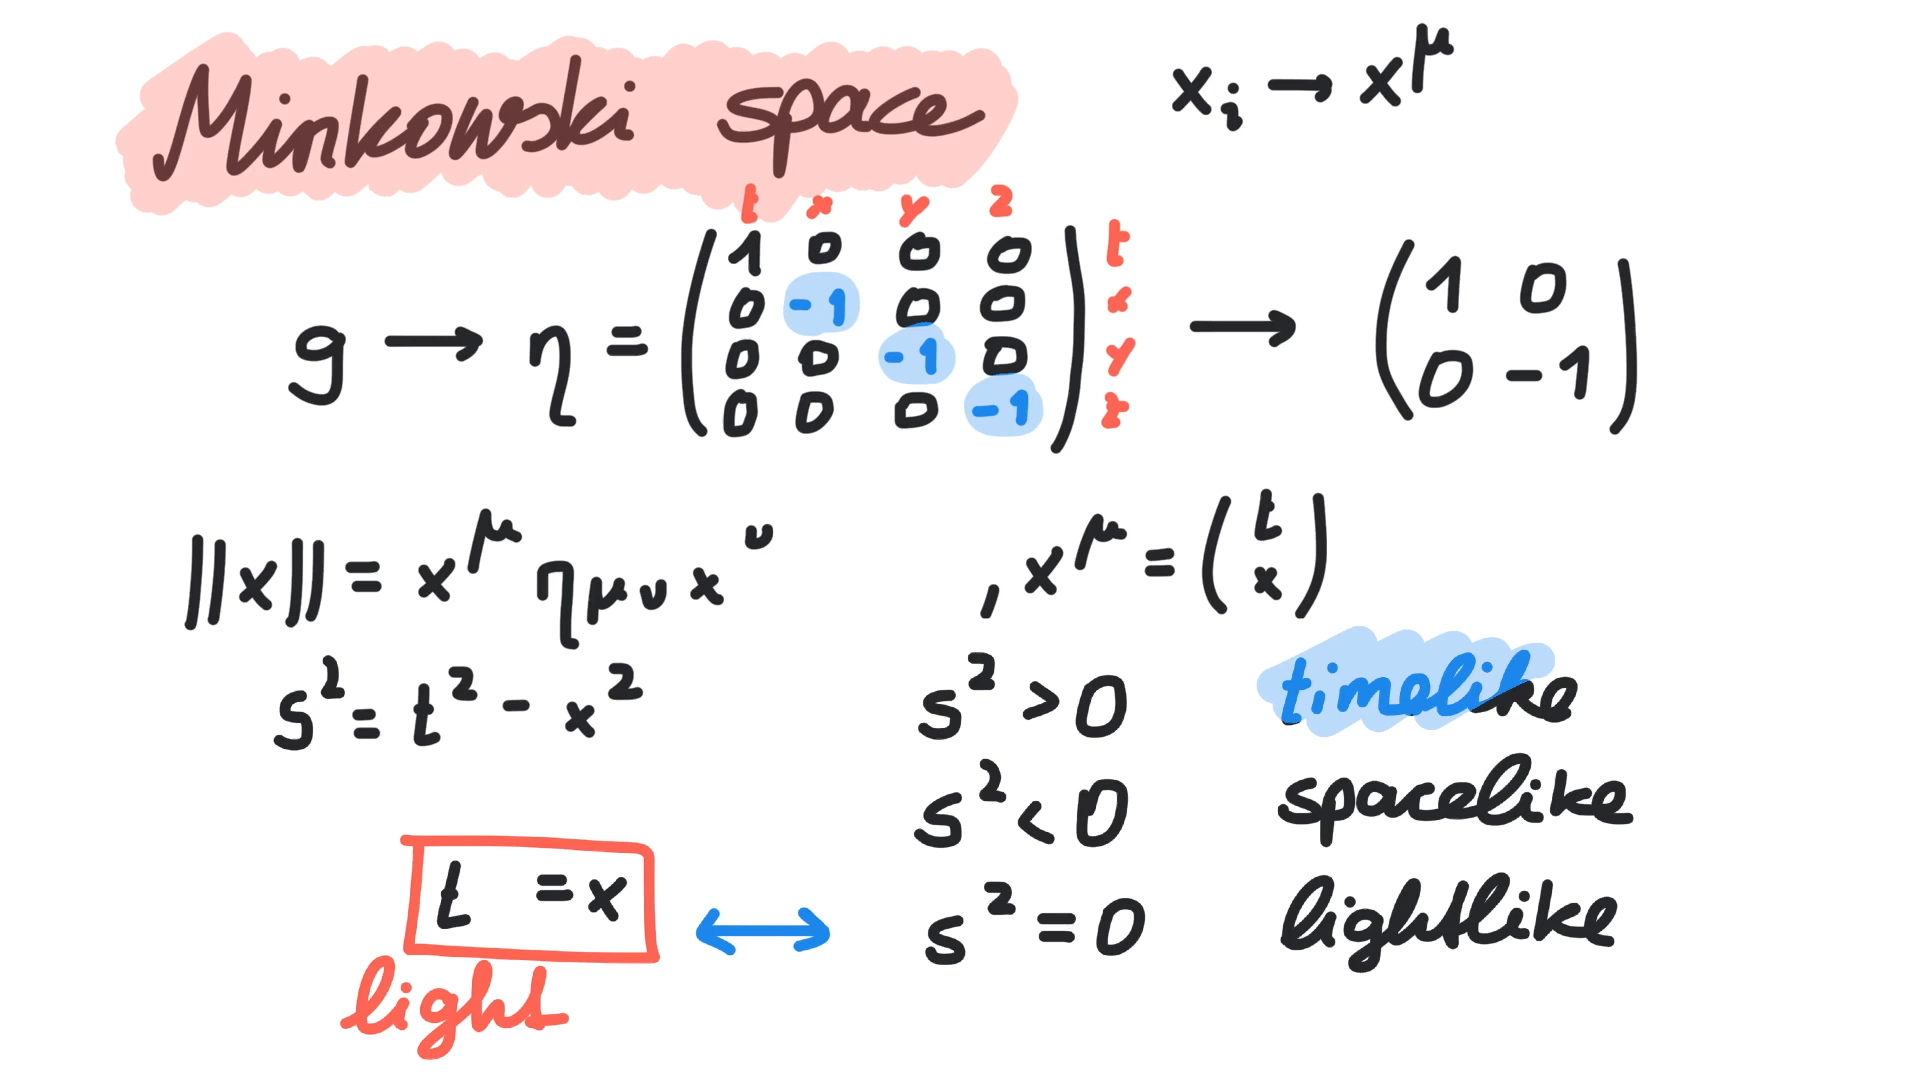 Minkowski space
x_i → x^μ
t x y z
g → η = (1 0 0 0) t → (1 0)
(0 -1 0 0) x (0 -1)
(0 0 -1 0) y
(0 0 0 -1) z
||x|| = x^μ η_μν x^ν , x^μ = (t x)
s² = t² - x²
s² > 0 timelike
s² < 0 spacelike
t = x ↔ s² = 0 lightlike
light